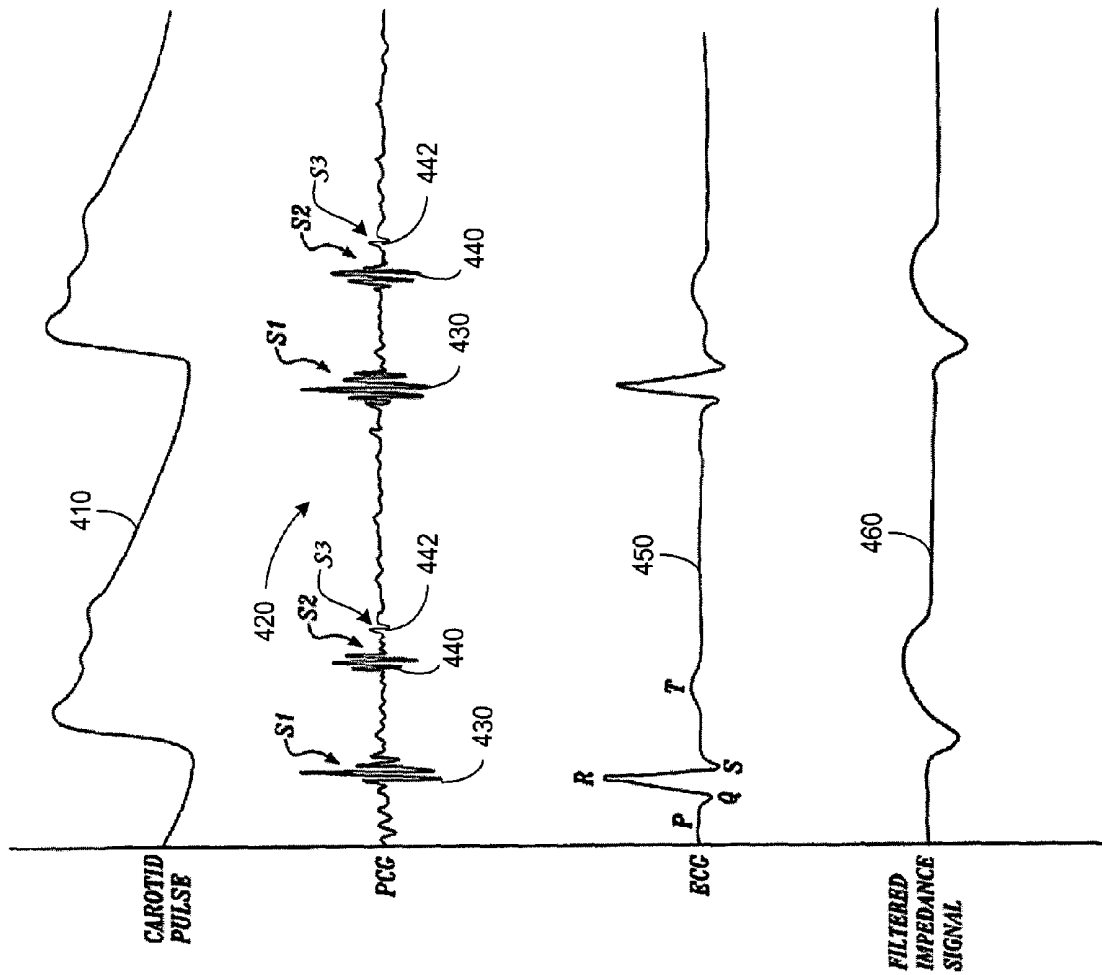 CAROTID
PULSE
410
PCG
420
S1
430
S2
440
S3
442
S1
430
S2
440
S3
442
ECG
450
P
Q
R
S
T
FILTERED
IMPEDANCE
SIGNAL
460